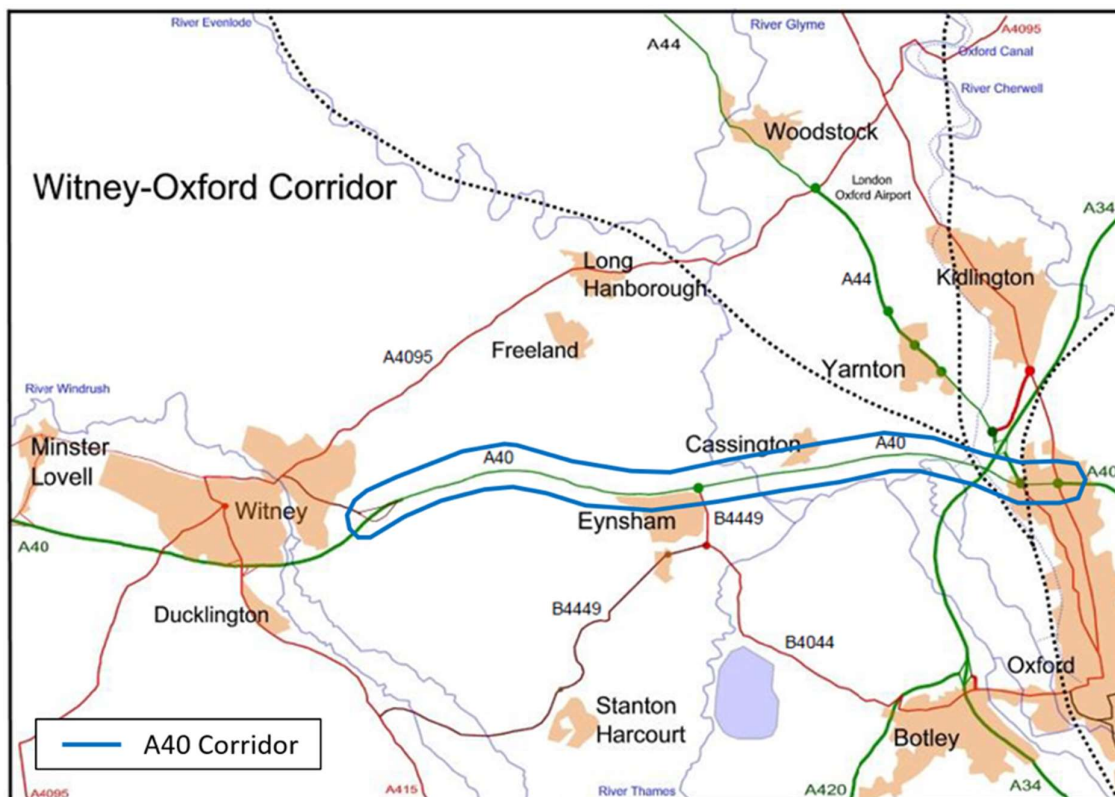 River Evenlode
A44
River Glyme
A4095
Oxford Canal
River Cherwell
Woodstock
Witney-Oxford Corridor
London
Oxford Airport
A34
Long
Hanborough
Kidlington
A44
Freeland
A4095
Yarnton
River Windrush
Minster
Lovell
Cassington
A40
A40
A40
Witney
Eynsham
B4449
A40
Ducklington
B4449
B4044
Oxford
Stanton
Harcourt
Botley
A40 Corridor
A4095
A415
River Thames
A420
A34